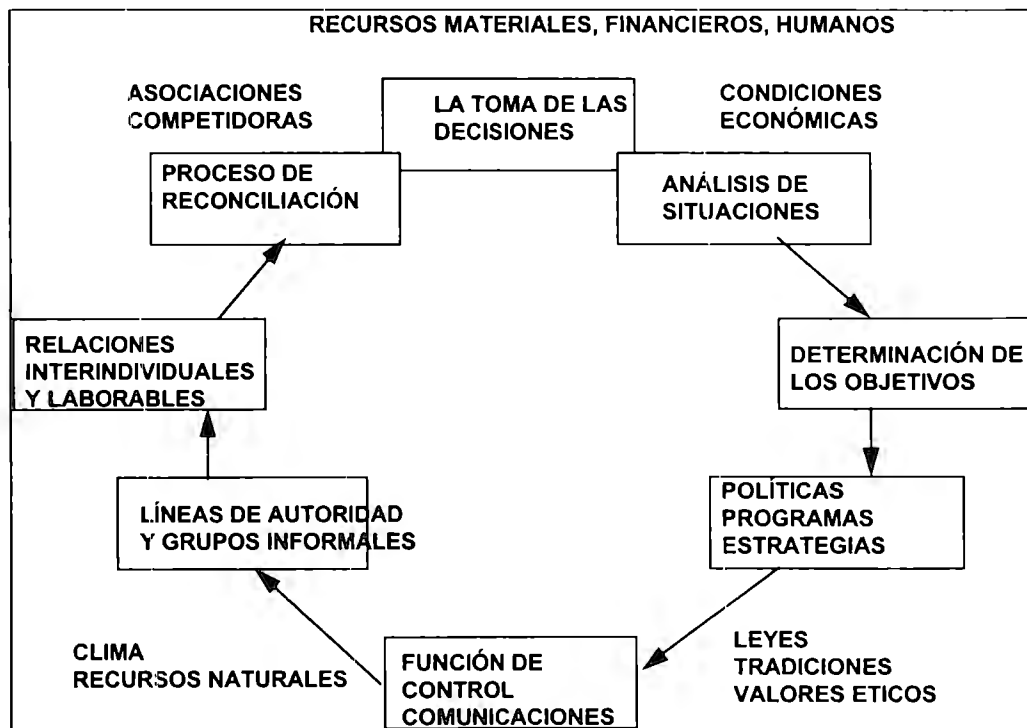 RECURSOS MATERIALES, FINANCIEROS, HUMANOS
ASOCIACIONES
COMPETIDORAS
LA TOMA DE LAS
DECISIONES
CONDICIONES
ECONÓMICAS
PROCESO DE
RECONCILIACIÓN
ANÁLISIS DE
SITUACIONES
RELACIONES
INTERINDIVIDUALES
Y LABORABLES
DETERMINACIÓN DE
LOS OBJETIVOS
LÍNEAS DE AUTORIDAD
Y GRUPOS INFORMALES
POLÍTICAS
PROGRAMAS
ESTRATEGIAS
CLIMA
RECURSOS NATURALES
FUNCIÓN DE
CONTROL
COMUNICACIONES
LEYES
TRADICIONES
VALORES ETICOS